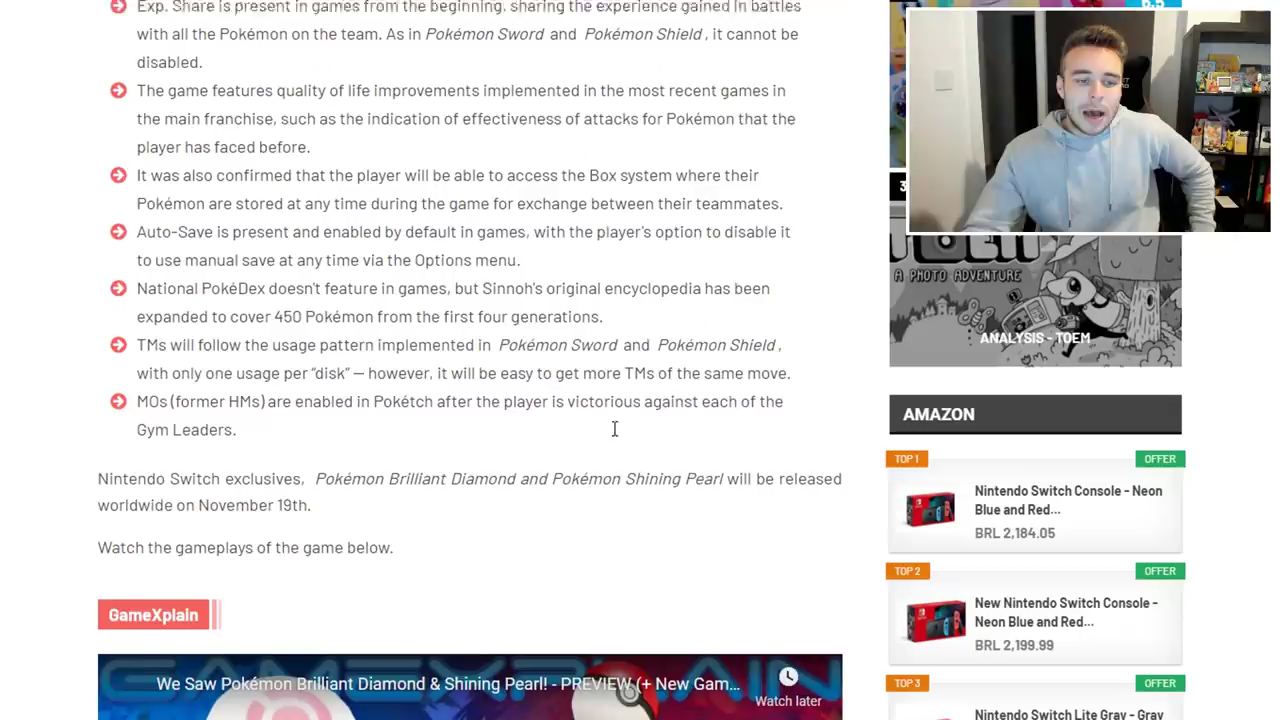 Exp. Share is present in games from the beginning, sharing the experience gained in battles
with all the Pokémon on the team. As in Pokémon Sword and Pokémon Shield, it cannot be
disabled.
The game features quality of life improvements implemented in the most recent games in
the main franchise, such as the indication of effectiveness of attacks for Pokémon that the
player has faced before.
It was also confirmed that the player will be able to access the Box system where their
Pokémon are stored at any time during the game for exchange between their teammates.
Auto-Save is present and enabled by default in games, with the player's option to disable it
to use manual save at any time via the Options menu.
National PokéDex doesn't feature in games, but Sinnoh's original encyclopedia has been
expanded to cover 450 Pokémon from the first four generations.
TMs will follow the usage pattern implemented in Pokémon Sword and Pokémon Shield,
with only one usage per “disk” — however, it will be easy to get more TMs of the same move.
MOs (former HMs) are enabled in Pokétch after the player is victorious against each of the
Gym Leaders.
Nintendo Switch exclusives, Pokémon Brilliant Diamond and Pokémon Shining Pearl will be released
worldwide on November 19th.
Watch the gameplays of the game below.
GameXplain
GAMEXPLAIN
We Saw Pokémon Brilliant Diamond & Shining Pearl! - PREVIEW (+ New Gam...
Watch later
8.5
3
TOEM
A PHOTO ADVENTURE
ANALYSIS - TOEM
AMAZON
TOP 1
OFFER
Nintendo Switch Console - Neon
Blue and Red...
BRL 2,184.05
TOP 2
OFFER
New Nintendo Switch Console -
Neon Blue and Red...
BRL 2,199.99
TOP 3
OFFER
Nintendo Switch Lite Gray - Gray